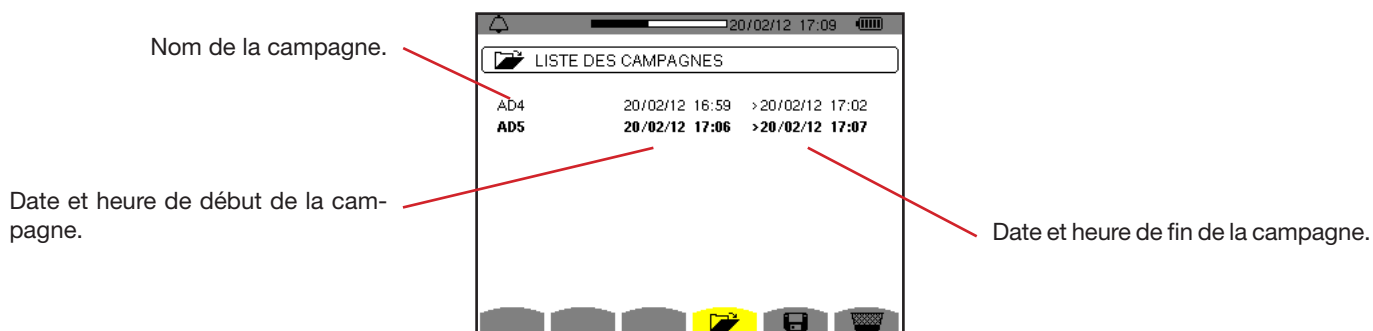 20/02/12 17:09
Nom de la campagne.
LISTE DES CAMPAGNES
AD4 20/02/12 16:59 >20/02/12 17:02
AD5 20/02/12 17:06 >20/02/12 17:07
Date et heure de début de la cam-
pagne.
Date et heure de fin de la campagne.